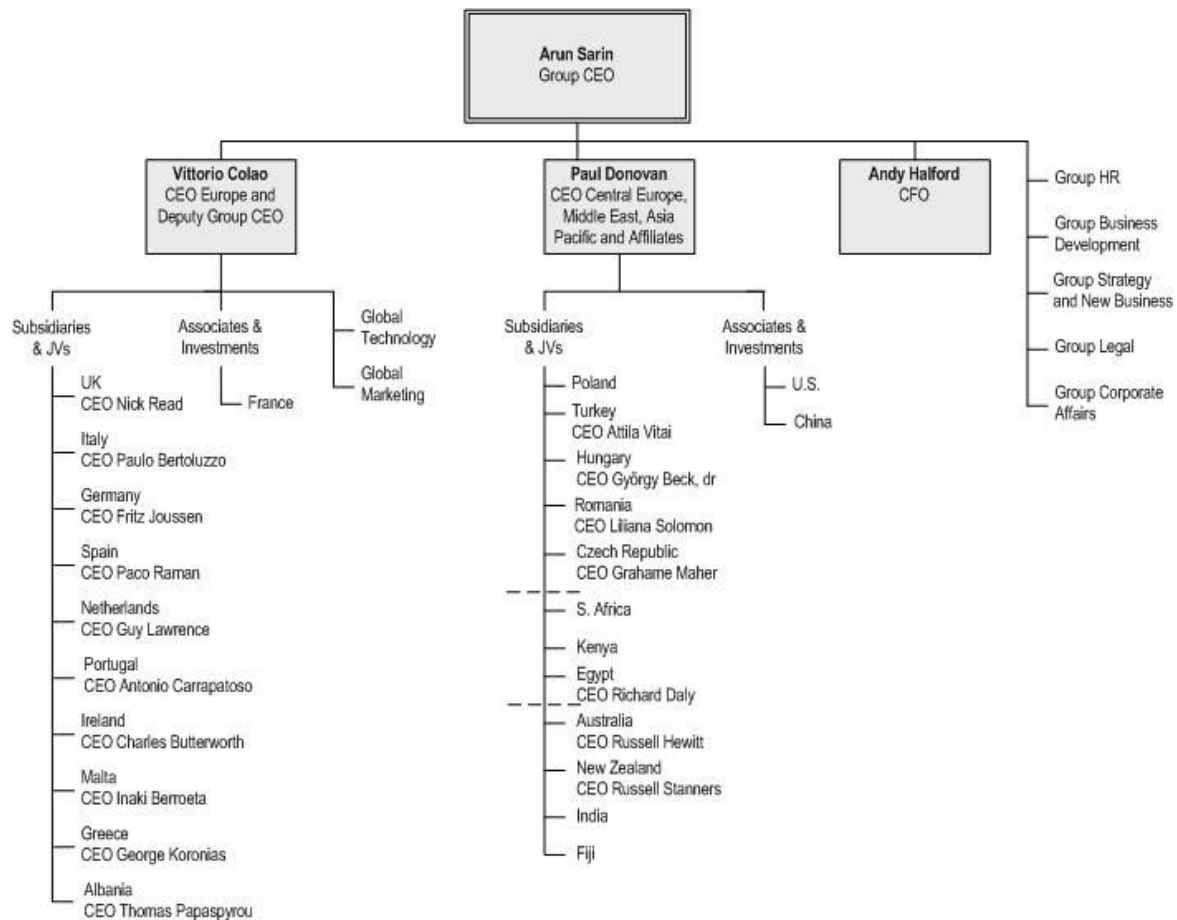 Arun Sarin
Group CEO
Vittorio Colao
CEO Europe and
Deputy Group CEO
Paul Donovan
CEO Central Europe,
Middle East, Asia
Pacific and Affiliates
Andy Halford
CFO
Group HR
Group Business
Development
Group Strategy
and New Business
Group Legal
Group Corporate
Affairs
Subsidiaries
& JVs
UK
CEO Nick Read
Italy
CEO Paulo Bertoluzzo
Germany
CEO Fritz Joussen
Spain
CEO Paco Raman
Netherlands
CEO Guy Lawrence
Portugal
CEO Antonio Carrapatoso
Ireland
CEO Charles Butterworth
Malta
CEO Inaki Berroeta
Greece
CEO George Koronias
Albania
CEO Thomas Papaspyrou
Associates &
Investments
France
Global
Technology
Global
Marketing
Subsidiaries
& JVs
Poland
Turkey
CEO Attila Vitai
Hungary
CEO György Beck, dr
Romania
CEO Liliana Solomon
Czech Republic
CEO Grahame Maher
S. Africa
Kenya
Egypt
CEO Richard Daly
Australia
CEO Russell Hewitt
New Zealand
CEO Russell Stanners
India
Fiji
Associates &
Investments
U.S.
China